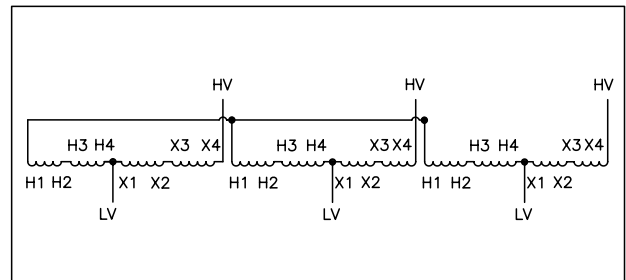 HV HV HV
H3 H4 X3 X4 H3 H4 X3 X4 H3 H4 X3 X4
H1 H2 X1 X2 H1 H2 X1 X2 H1 H2 X1 X2
LV LV LV